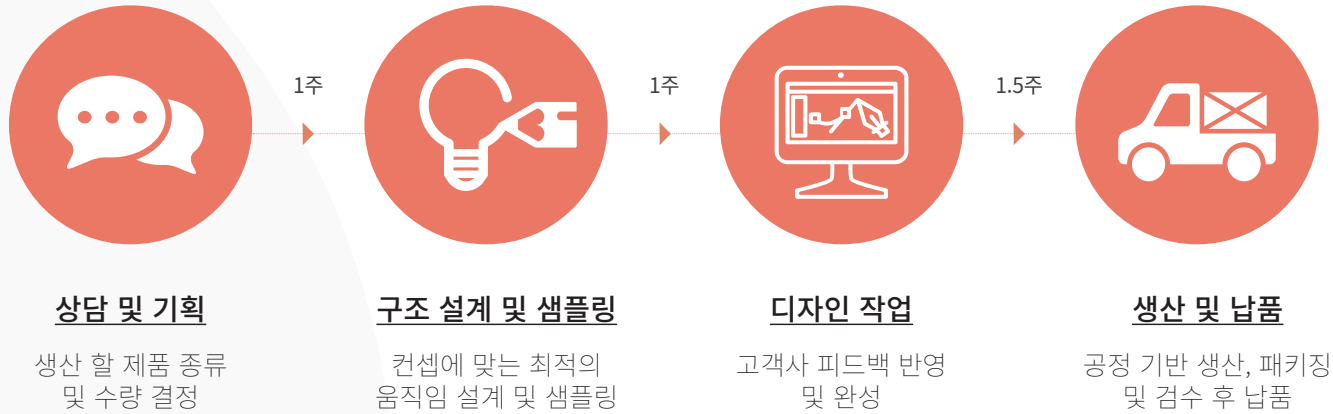 1주
1주
1.5주
상담 및 기획
구조 설계 및 샘플링
디자인 작업
생산 및 납품
생산 할 제품 종류
및 수량 결정
컨셉에 맞는 최적의
움직임 설계 및 샘플링
고객사 피드백 반영
및 완성
공정 기반 생산, 패키징
및 검수 후 납품